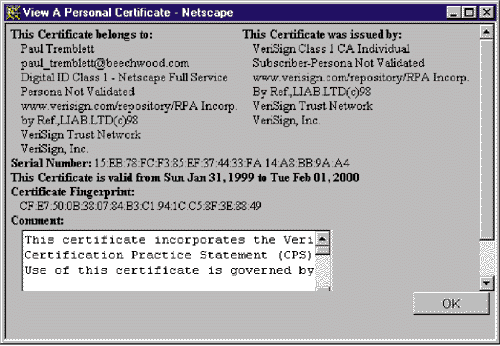 View A Personal Certificate - Netscape
This Certificate belongs to:
Paul Tremblett
paul_tremblett@beechwood.com
Digital ID Class 1 - Netscape Full Service
Persona Not Validated
www.verisign.com/repository/RPA Incorp.
by Ref.,LIAB.LTD(c)98
VeriSign Trust Network
VeriSign, Inc.
This Certificate was issued by:
VeriSign Class 1 CA Individual
Subscriber-Persona Not Validated
www.verisign.com/repository/RPA Incorp.
By Ref.,LIAB.LTD(c)98
VeriSign Trust Network
VeriSign, Inc.
Serial Number: 15:EB:78:FC:F3:85:EF:37:44:33:FA:14:A8:BB:9A:A4
This Certificate is valid from Sun Jan 31, 1999 to Tue Feb 01, 2000
Certificate Fingerprint:
CF:E7:50:0B:38:07:84:B3:C1:94:1C:C5:8F:3E:88:49
Comment:
This certificate incorporates the Veri
Certification Practice Statement (CPS)
Use of this certificate is governed by
OK